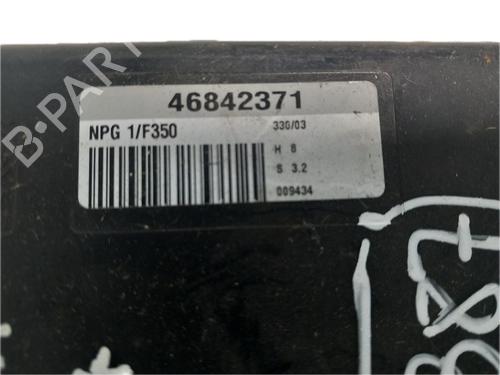 46842371
NPG 1/F350
330/03
H 8
S 3.2
009434
B-PART